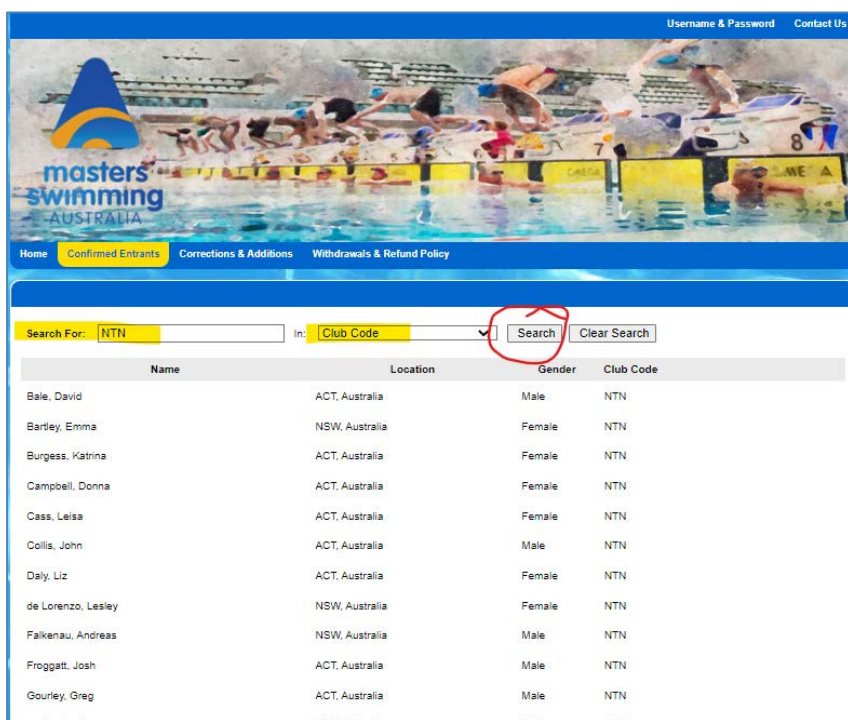 Username & Password Contact Us
masters
swimming
AUSTRALIA
7
8
Home Confirmed Entrants Corrections & Additions Withdrawals & Refund Policy
Search For: NTN In: Club Code Search Clear Search
Name Location Gender Club Code
Bale, David ACT, Australia Male NTN
Bartley, Emma NSW, Australia Female NTN
Burgess, Katrina ACT, Australia Female NTN
Campbell, Donna ACT, Australia Female NTN
Cass, Leisa ACT, Australia Female NTN
Collis, John ACT, Australia Male NTN
Daly, Liz ACT, Australia Female NTN
de Lorenzo, Lesley NSW, Australia Female NTN
Falkenau, Andreas NSW, Australia Male NTN
Froggatt, Josh ACT, Australia Male NTN
Gourley, Greg ACT, Australia Male NTN